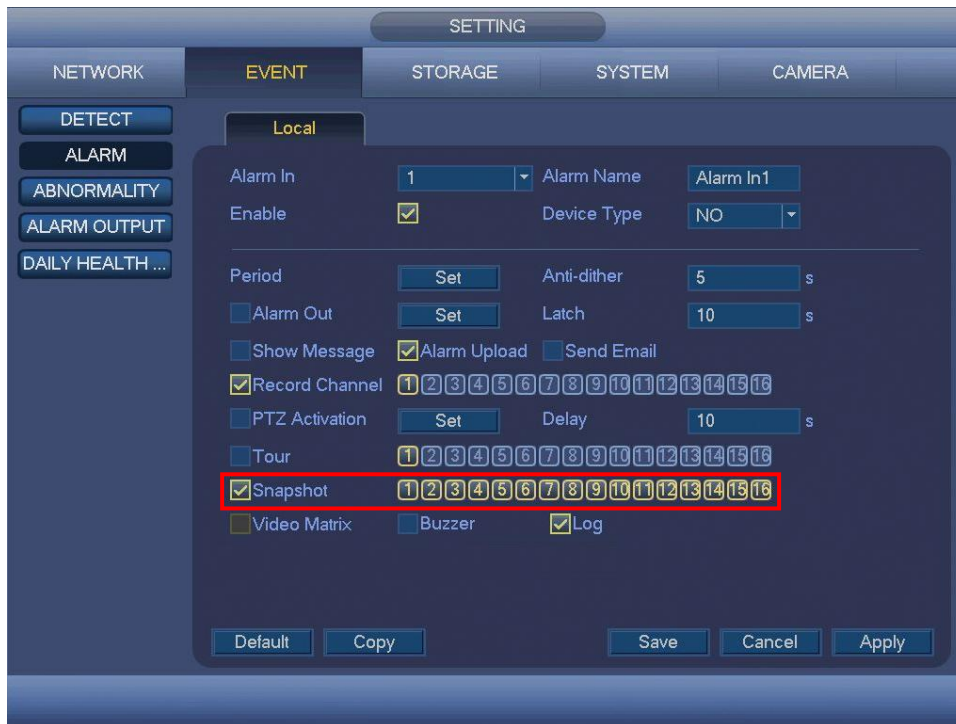 SETTING
NETWORK EVENT STORAGE SYSTEM CAMERA
DETECT
ALARM
ABNORMALITY
ALARM OUTPUT
DAILY HEALTH ...
Local
Alarm In 1 Alarm Name Alarm In1
Enable Device Type NO
Period Set Anti-dither 5 s
Alarm Out Set Latch 10 s
Show Message Alarm Upload Send Email
Record Channel 1 2 3 4 5 6 7 8 9 10 11 12 13 14 15 16
PTZ Activation Set Delay 10 s
Tour 1 2 3 4 5 6 7 8 9 10 11 12 13 14 15 16
Snapshot 1 2 3 4 5 6 7 8 9 10 11 12 13 14 15 16
Video Matrix Buzzer Log
Default Copy Save Cancel Apply